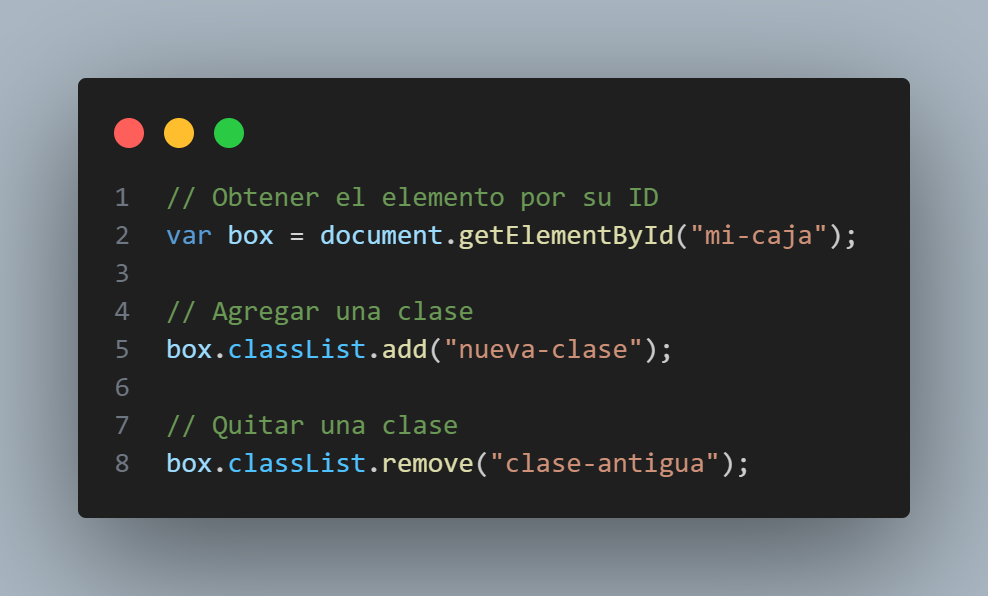 1 // Obtener el elemento por su ID
2 var box = document.getElementById("mi-caja");
3
4 // Agregar una clase
5 box.classList.add("nueva-clase");
6
7 // Quitar una clase
8 box.classList.remove("clase-antigua");